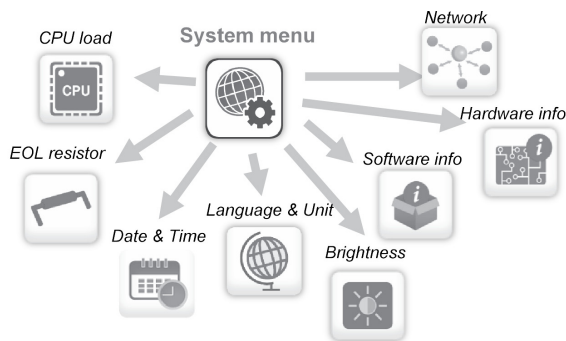 Network
CPU load
System menu
CPU
Hardware info
i
EOL resistor
Software info
i
Language & Unit
Date & Time
Brightness